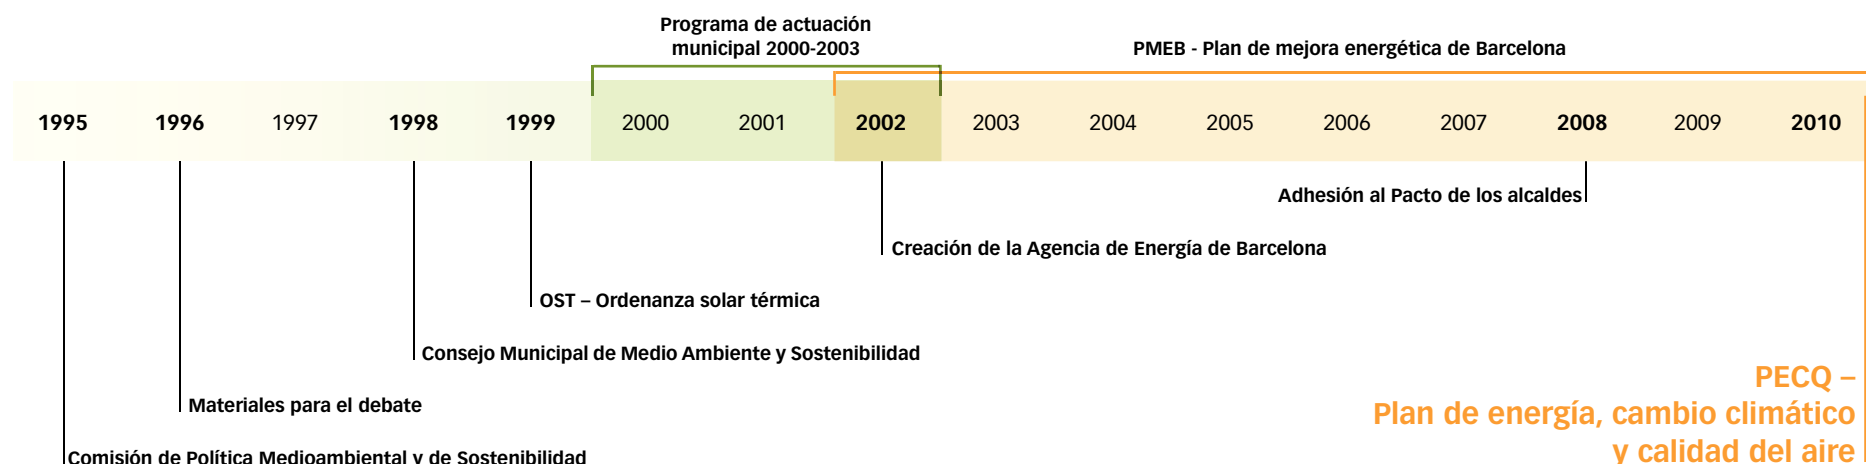 Programa de actuación
municipal 2000-2003
PMEB - Plan de mejora energética de Barcelona
1995 1996 1997 1998 1999 2000 2001 2002 2003 2004 2005 2006 2007 2008 2009 2010
Adhesión al Pacto de los alcaldes
Creación de la Agencia de Energía de Barcelona
OST – Ordenanza solar térmica
Consejo Municipal de Medio Ambiente y Sostenibilidad
Materiales para el debate
Comisión de Política Medioambiental y de Sostenibilidad
PECQ –
Plan de energía, cambio climático
y calidad del aire